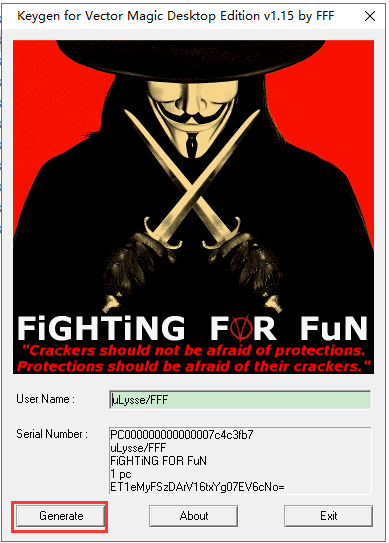 Keygen for Vector Magic Desktop Edition v1.15 by FFF
FiGHTiNG FOR FuN
"Crackers should not be afraid of protections.
Protections should be afraid of their crackers."
User Name :
uLysse/FFF
Serial Number :
PC000000000000007c4c3fb7
uLysse/FFF
FiGHTiNG FOR FuN
1 pc
ET1eMyFSzDArV16txYg07EV6cNo=
Generate
About
Exit